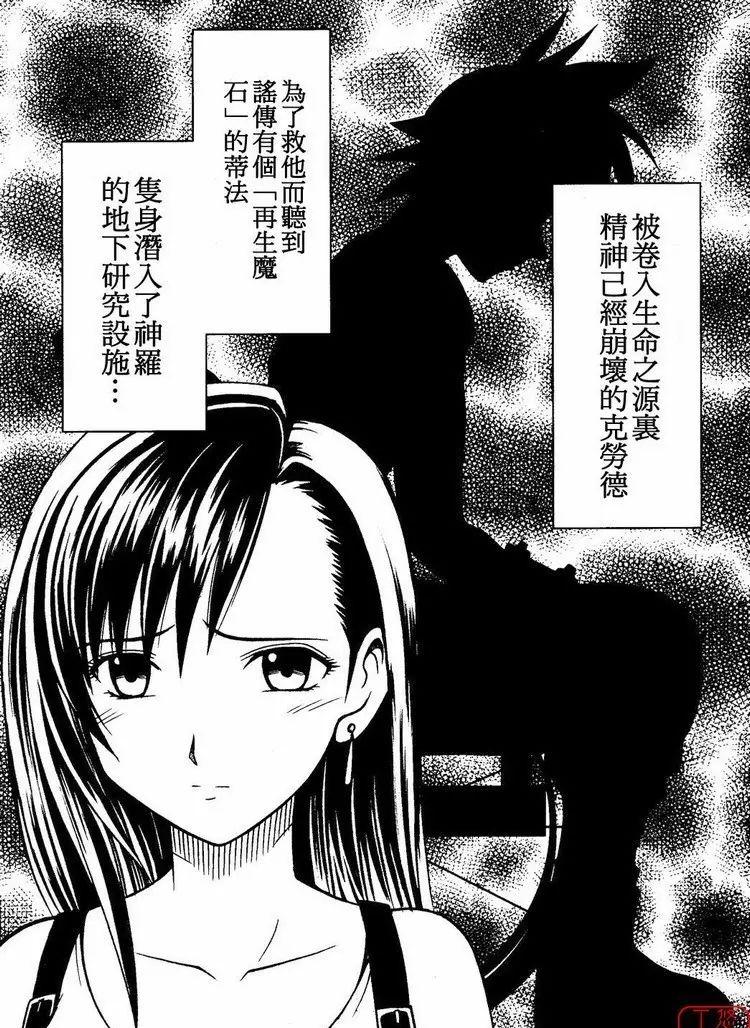 被卷入生命之源裏
精神己經崩壞的克勞德
為了救他而聽到
謠傳有個「再生魔
石」的蒂法
隻身潛入了神羅
的地下研究設施…